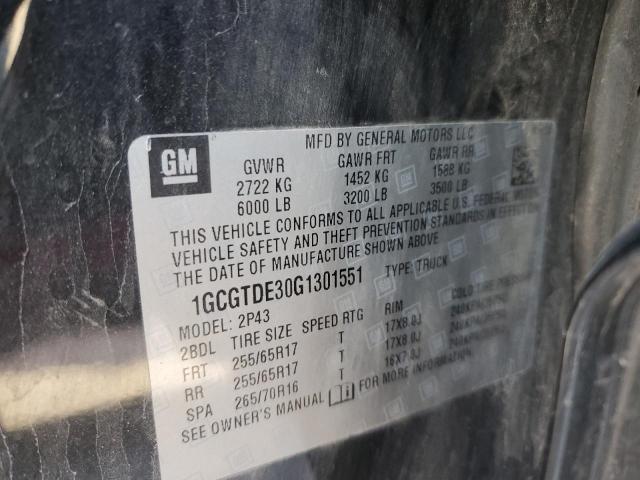 GM
MFD BY GENERAL MOTORS LLC
GVWR GAWR FRT GAWR RR
2722 KG 1452 KG 1588 KG
6000 LB 3200 LB 3500 LB
THIS VEHICLE CONFORMS TO ALL APPLICABLE U.S. FEDERAL MOTOR
VEHICLE SAFETY AND THEFT PREVENTION STANDARDS IN EFFECT ON
THE DATE OF MANUFACTURE SHOWN ABOVE
1GCGTDE30G1301551 TYPE: TRUCK
MODEL: 2P43
2BDL TIRE SIZE SPEED RTG RIM COLD TIRE
FRT 255/65R17 T 17X8.0J
RR 255/65R17 T 17X8.0J
SPA 265/70R16 T 16X7.0J
SEE OWNER'S MANUAL FOR MORE INFORMATION